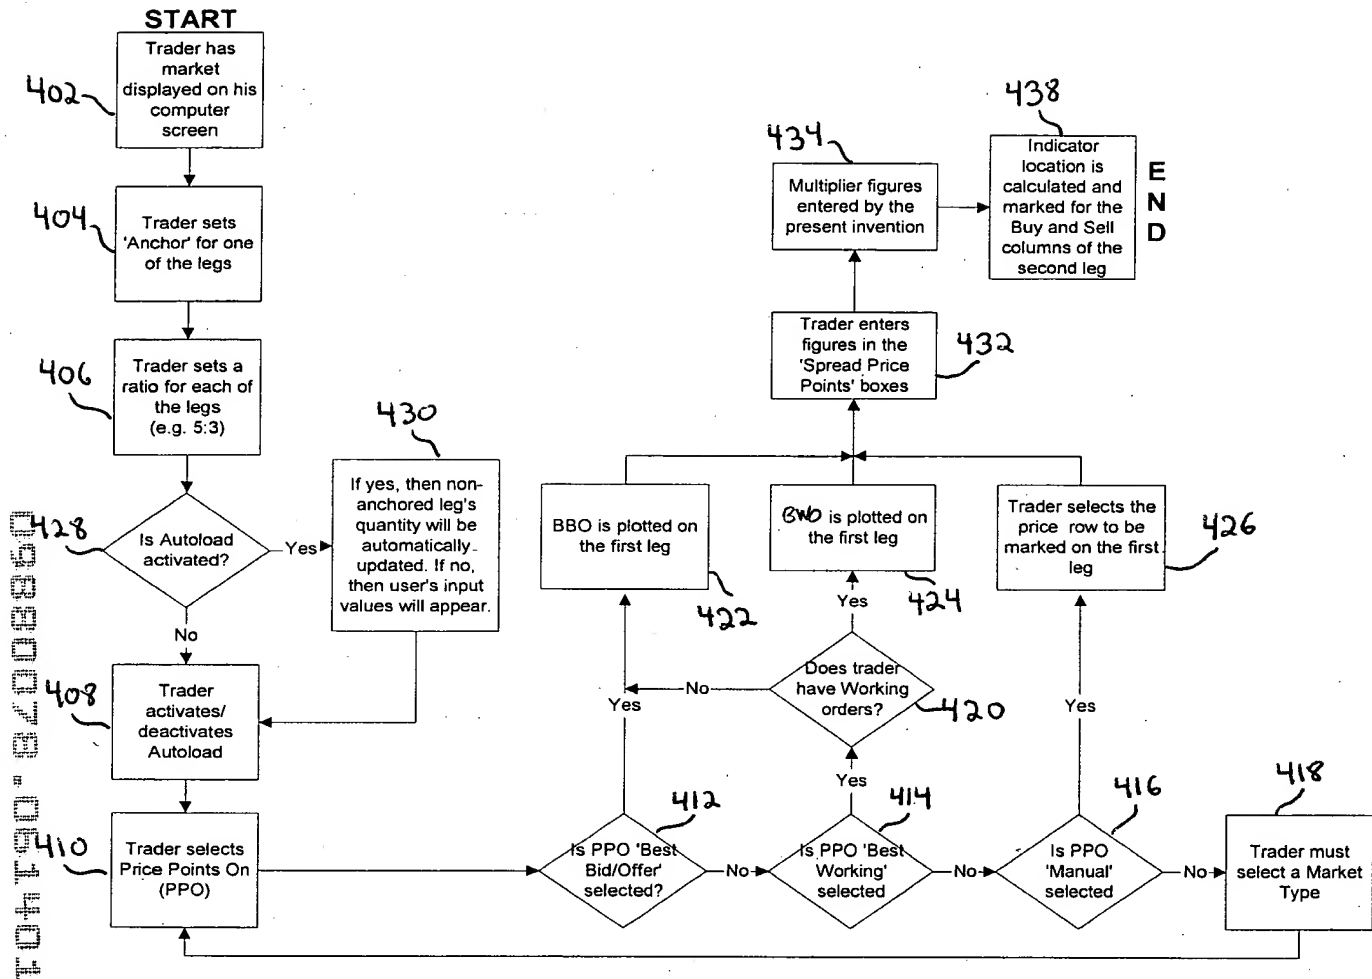 START
Trader has
market
displayed on his
computer
screen
402
Trader sets
'Anchor' for one
of the legs
404
Trader sets a
ratio for each of
the legs
(e.g. 5:3)
406
Is Autoload
activated?
428
Yes
No
430
If yes, then non-
anchored leg's
quantity will be
automatically
updated. If no,
then user's input
values will appear.
Trader
activates/
deactivates
Autoload
408
Trader selects
Price Points On
(PPO)
410
Is PPO 'Best
Bid/Offer'
selected?
412
No
Yes
Is PPO 'Best
Working'
selected
414
No
Yes
Is PPO
'Manual'
selected
416
No
Yes
Trader must
select a Market
Type
418
Does trader
have Working
orders?
420
No
Yes
BBO is plotted on
the first leg
422
BWO is plotted on
the first leg
424
Trader selects the
price row to be
marked on the first
leg
426
Trader enters
figures in the
'Spread Price
Points' boxes
432
Multiplier figures
entered by the
present invention
434
Indicator
location is
calculated and
marked for the
Buy and Sell
columns of the
second leg
438
END